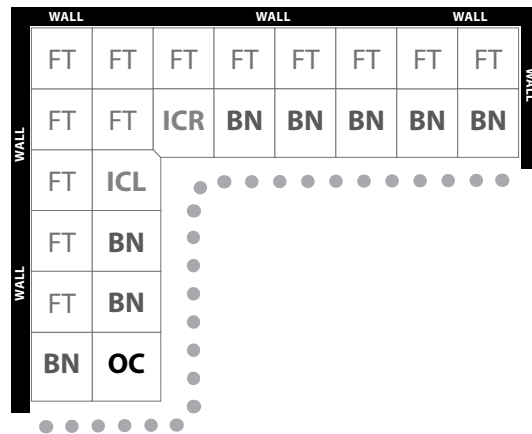 WALL WALL WALL
FT FT FT FT FT FT FT FT
WALL
FT FT ICR BN BN BN BN BN
WALL
FT ICL
FT BN
WALL
FT BN
BN OC